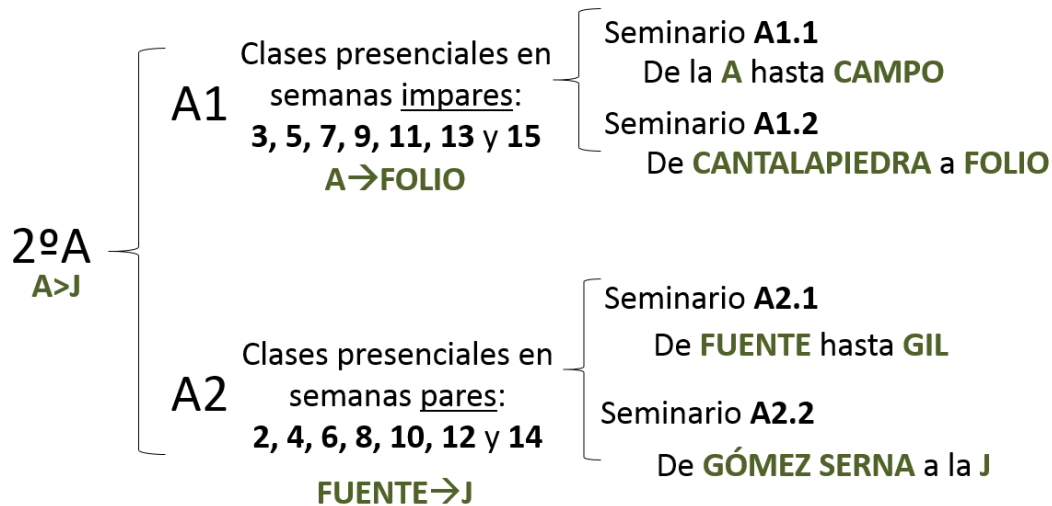 2ºA
A>J
A1
Clases presenciales en
semanas impares:
3, 5, 7, 9, 11, 13 y 15
A→FOLIO
Seminario A1.1
De la A hasta CAMPO
Seminario A1.2
De CANTALAPIEDRA a FOLIO
A2
Clases presenciales en
semanas pares:
2, 4, 6, 8, 10, 12 y 14
FUENTE→J
Seminario A2.1
De FUENTE hasta GIL
Seminario A2.2
De GÓMEZ SERNA a la J